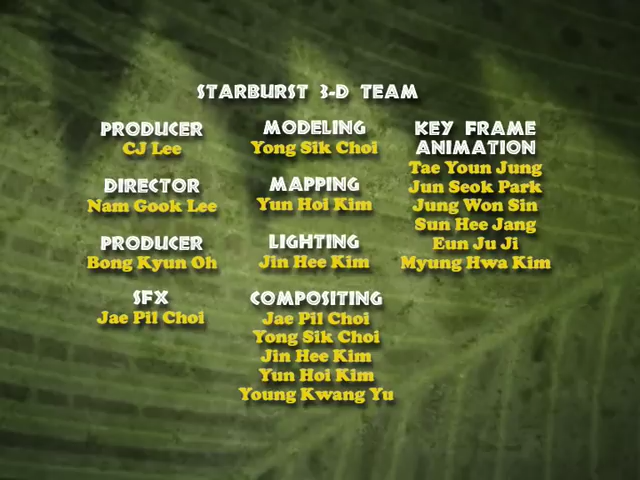 STARBURST 3-D TEAM
PRODUCER
CJ Lee
DIRECTOR
Nam Gook Lee
PRODUCER
Bong Kyun Oh
SFX
Jae Pil Choi
MODELING
Yong Sik Choi
MAPPING
Yun Hoi Kim
LIGHTING
Jin Hee Kim
COMPOSITING
Jae Pil Choi
Yong Sik Choi
Jin Hee Kim
Yun Hoi Kim
Young Kwang Yu
KEY FRAME
ANIMATION
Tae Youn Jung
Jun Seok Park
Jung Won Sin
Sun Hee Jang
Eun Ju Ji
Myung Hwa Kim